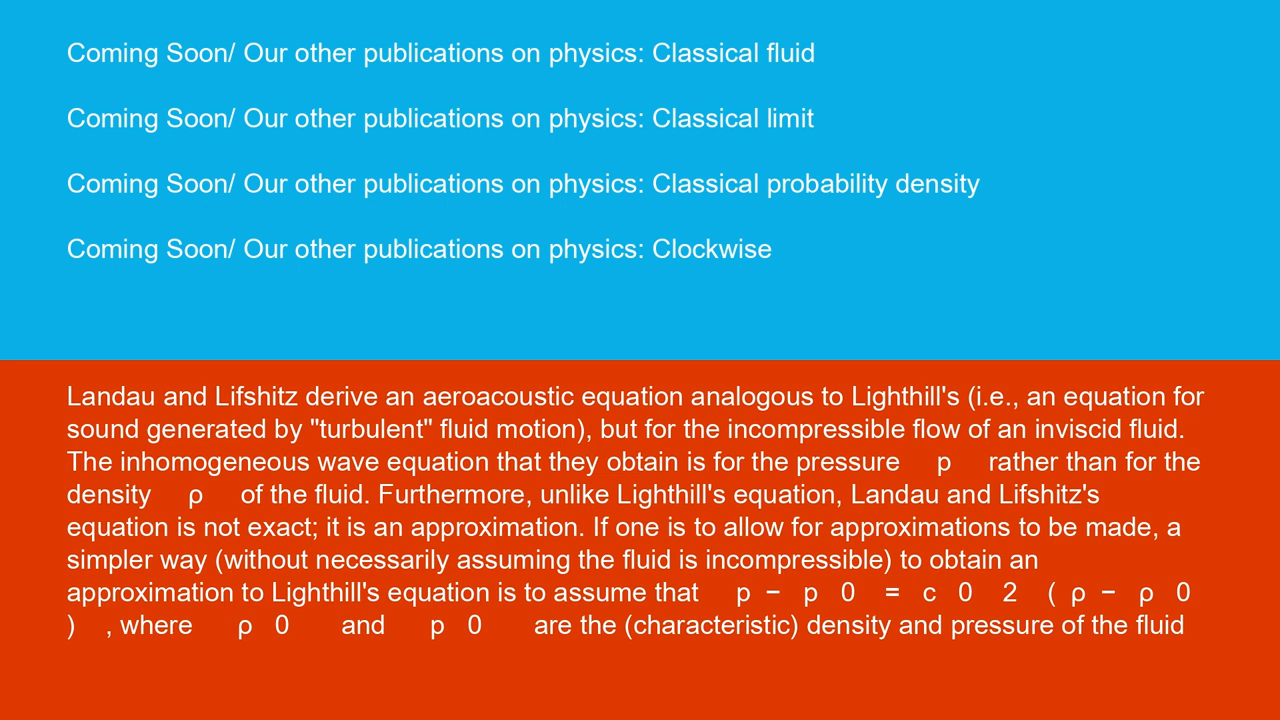 Coming Soon/ Our other publications on physics: Classical fluid
Coming Soon/ Our other publications on physics: Classical limit
Coming Soon/ Our other publications on physics: Classical probability density
Coming Soon/ Our other publications on physics: Clockwise
Landau and Lifshitz derive an aeroacoustic equation analogous to Lighthill's (i.e., an equation for
sound generated by "turbulent" fluid motion), but for the incompressible flow of an inviscid fluid.
The inhomogeneous wave equation that they obtain is for the pressure p rather than for the
density ρ of the fluid. Furthermore, unlike Lighthill's equation, Landau and Lifshitz's
equation is not exact; it is an approximation. If one is to allow for approximations to be made, a
simpler way (without necessarily assuming the fluid is incompressible) to obtain an
approximation to Lighthill's equation is to assume that p − p 0 = c 0 2 ( ρ − ρ 0
) , where ρ 0 and p 0 are the (characteristic) density and pressure of the fluid